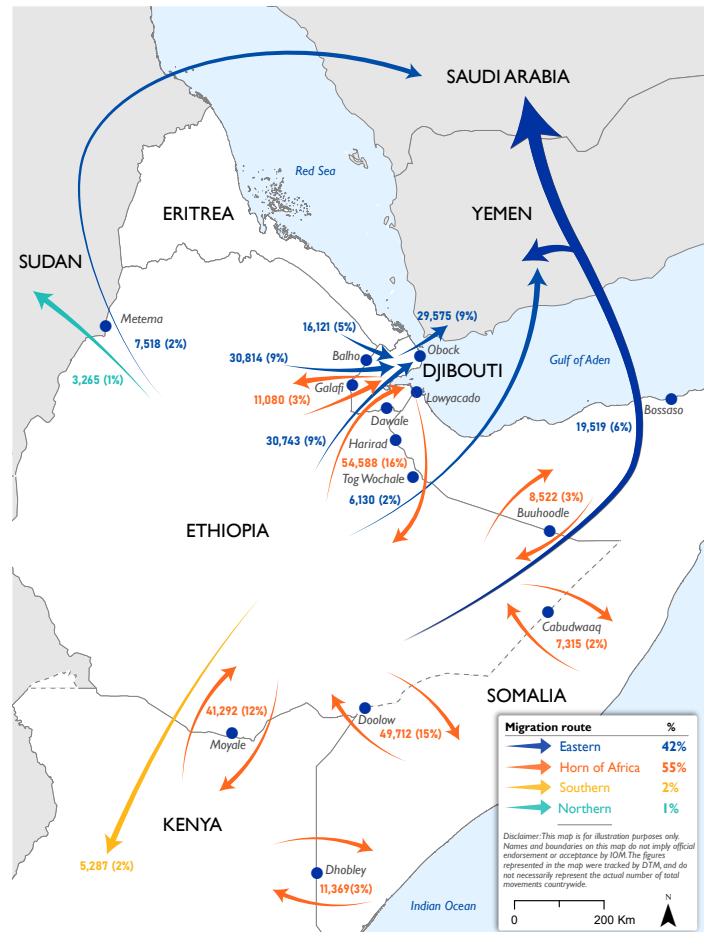 SAUDI ARABIA
Red Sea
ERITREA
YEMEN
SUDAN
Metema
7,518 (2%)
3,265 (1%)
16,121 (5%)
29,575 (9%)
Obock
Balho
30,814 (9%)
DJIBOUTI
Gulf of Aden
Galafi
11,080 (3%)
Lowyacado
Bossaso
Dawale
19,519 (6%)
30,743 (9%)
Harirad
54,588 (16%)
Tog Wochale
6,130 (2%)
8,522 (3%)
Buuhoodle
ETHIOPIA
Cabudwaaq
7,315 (2%)
SOMALIA
41,292 (12%)
Doolow
49,712 (15%)
Moyale
KENYA
5,287 (2%)
Dhobley
11,369(3%)
Indian Ocean
Migration route %
Eastern 42%
Horn of Africa 55%
Southern 2%
Northern 1%
Disclaimer:This map is for illustration purposes only.
Names and boundaries on this map do not imply official
endorsement or acceptance by IOM.The figures
represented in the map were tracked by DTM, and do
not necessarily represent the actual number of total
movements countrywide.
N
0 200 Km